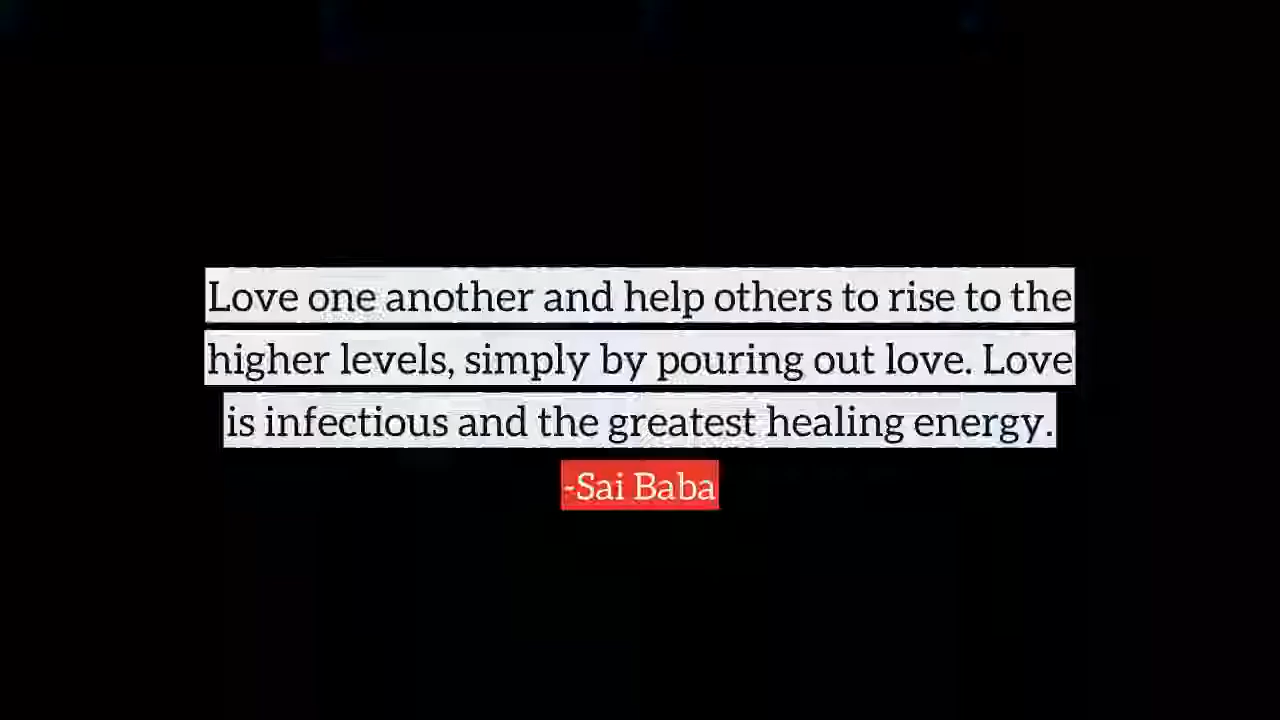 Love one another and help others to rise to the
higher levels, simply by pouring out love. Love
is infectious and the greatest healing energy.
-Sai Baba